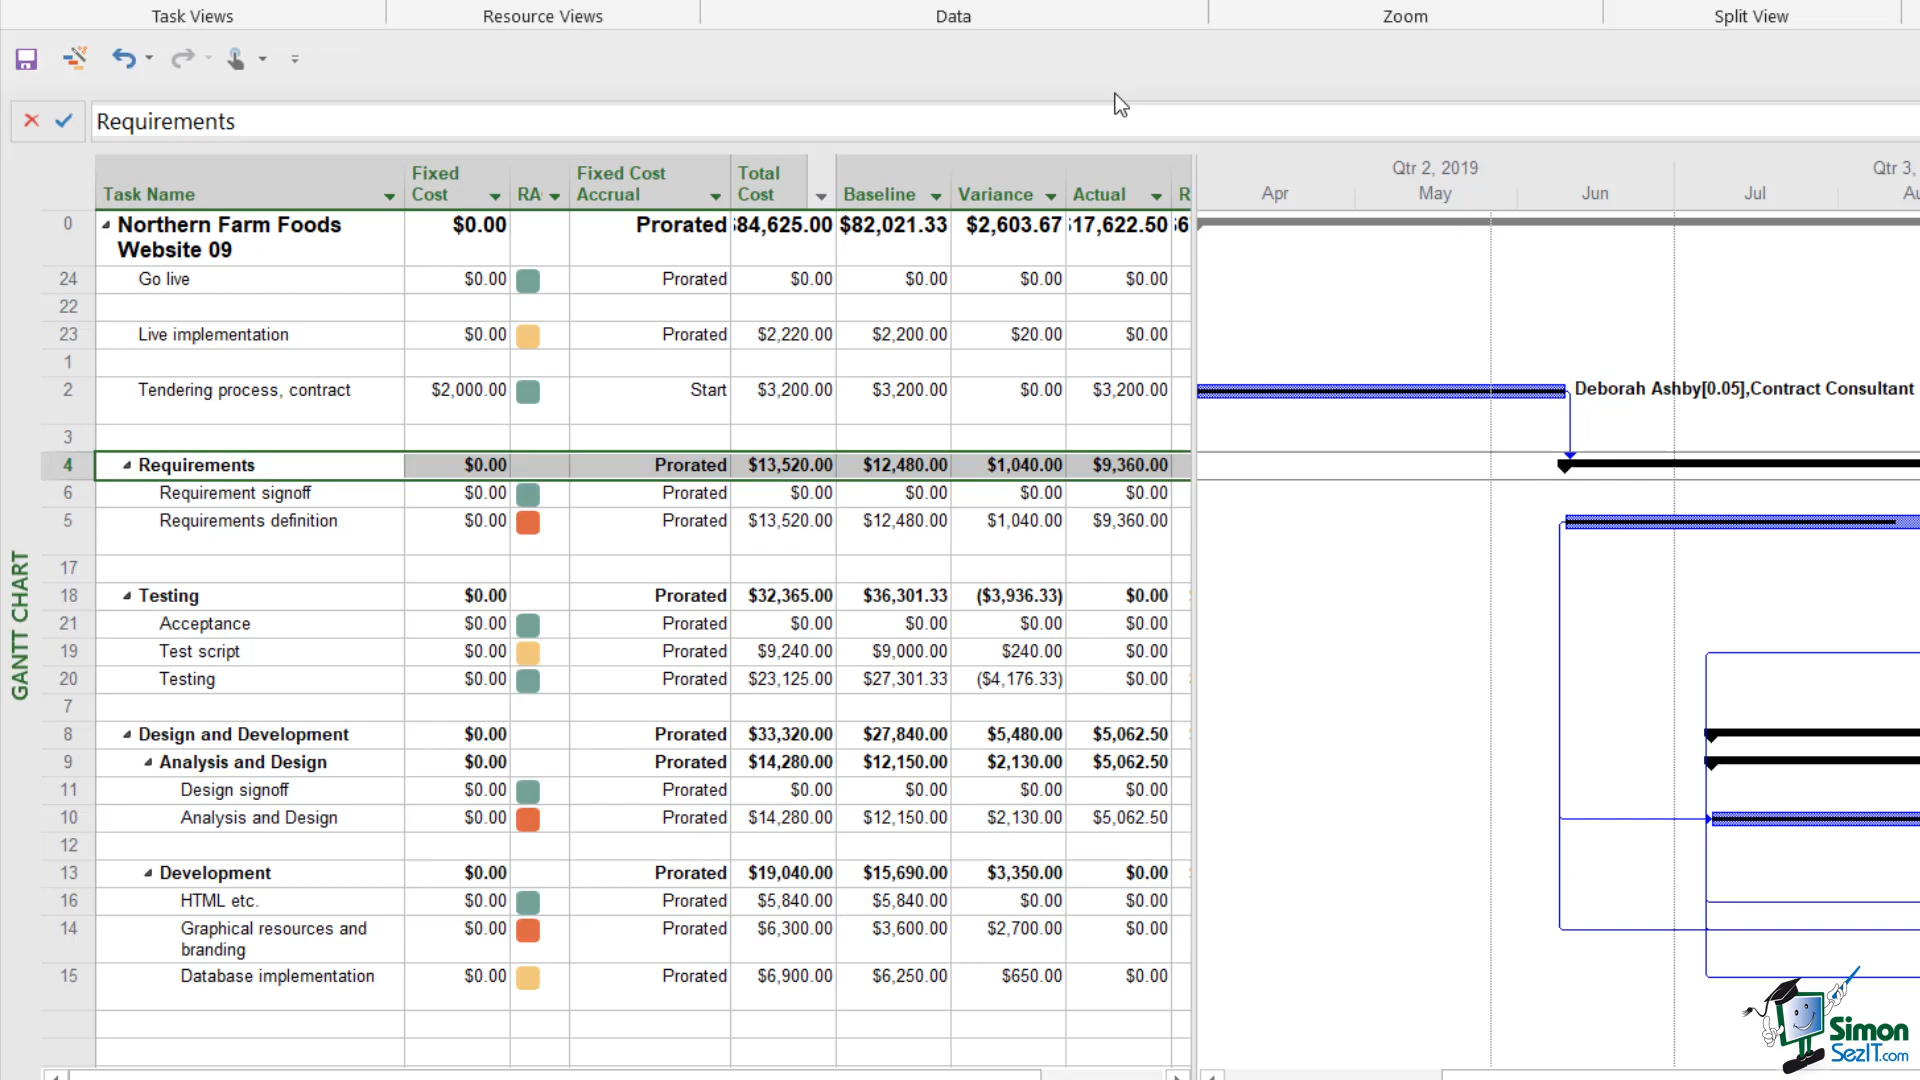 Task Views Resource Views Data Zoom Split View
Requirements
Task Name Fixed Cost RA Fixed Cost Accrual Total Cost Baseline Variance Actual R
Qtr 2, 2019 Qtr 3,
Apr May Jun Jul Au
0 Northern Farm Foods Website 09 $0.00 Prorated $84,625.00 $82,021.33 $2,603.67 $17,622.50 $6
24 Go live $0.00 Prorated $0.00 $0.00 $0.00 $0.00
22
23 Live implementation $0.00 Prorated $2,220.00 $2,200.00 $20.00 $0.00
1
2 Tendering process, contract $2,000.00 Start $3,200.00 $3,200.00 $0.00 $3,200.00 Deborah Ashby[0.05],Contract Consultant
3
4 Requirements $0.00 Prorated $13,520.00 $12,480.00 $1,040.00 $9,360.00
6 Requirement signoff $0.00 Prorated $0.00 $0.00 $0.00 $0.00
5 Requirements definition $0.00 Prorated $13,520.00 $12,480.00 $1,040.00 $9,360.00
17
18 Testing $0.00 Prorated $32,365.00 $36,301.33 ($3,936.33) $0.00
21 Acceptance $0.00 Prorated $0.00 $0.00 $0.00 $0.00
19 Test script $0.00 Prorated $9,240.00 $9,000.00 $240.00 $0.00
20 Testing $0.00 Prorated $23,125.00 $27,301.33 ($4,176.33) $0.00
7
8 Design and Development $0.00 Prorated $33,320.00 $27,840.00 $5,480.00 $5,062.50
9 Analysis and Design $0.00 Prorated $14,280.00 $12,150.00 $2,130.00 $5,062.50
11 Design signoff $0.00 Prorated $0.00 $0.00 $0.00 $0.00
10 Analysis and Design $0.00 Prorated $14,280.00 $12,150.00 $2,130.00 $5,062.50
12
13 Development $0.00 Prorated $19,040.00 $15,690.00 $3,350.00 $0.00
16 HTML etc. $0.00 Prorated $5,840.00 $5,840.00 $0.00 $0.00
14 Graphical resources and branding $0.00 Prorated $6,300.00 $3,600.00 $2,700.00 $0.00
15 Database implementation $0.00 Prorated $6,900.00 $6,250.00 $650.00 $0.00
GANTT CHART
Simon
SezIT.com